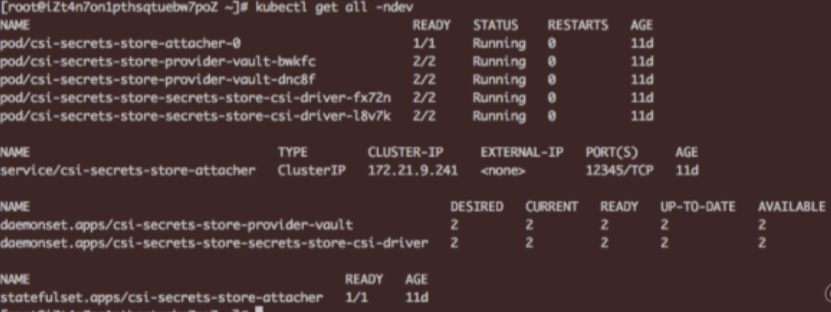 [root@iZt4n7on1pthsqtuebw7poZ ~]# kubectl get all -ndev
NAME READY STATUS RESTARTS AGE
pod/csi-secrets-store-attacher-0 1/1 Running 0 11d
pod/csi-secrets-store-provider-vault-bwkfc 2/2 Running 0 11d
pod/csi-secrets-store-provider-vault-dnc8f 2/2 Running 0 11d
pod/csi-secrets-store-secrets-store-csi-driver-fx72n 2/2 Running 0 11d
pod/csi-secrets-store-secrets-store-csi-driver-l8v7k 2/2 Running 0 11d
NAME TYPE CLUSTER-IP EXTERNAL-IP PORT(S) AGE
service/csi-secrets-store-attacher ClusterIP 172.21.9.241 <none> 12345/TCP 11d
NAME DESIRED CURRENT READY UP-TO-DATE AVAILABLE
daemonset.apps/csi-secrets-store-provider-vault 2 2 2 2 2
daemonset.apps/csi-secrets-store-secrets-store-csi-driver 2 2 2 2 2
NAME READY AGE
statefulset.apps/csi-secrets-store-attacher 1/1 11d